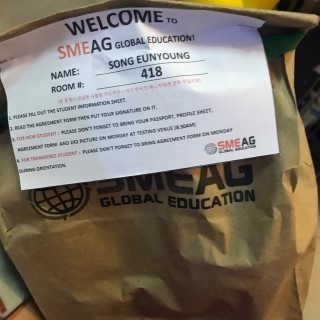 WELCOME TO
SMEAG GLOBAL EDUCATION!
NAME: SONG EUNYOUNG
ROOM #: 418
1. PLEASE FILL OUT THE STUDENT INFORMATION SHEET.
2. READ THE AGREEMENT FORM THEN PUT YOUR SIGNATURE ON IT.
3. FOR NEW STUDENT : PLEASE DON'T FORGET TO BRING YOUR PASSPORT, PROFILE SHEET,
AGREEMENT FORM AND 1X2 PICTURE ON MONDAY AT TESTING VENUE (8:30AM)
4. FOR TRANSFEREE STUDENT : PLEASE DON'T FORGET TO BRING AGREEMENT FORM ON MONDAY
DURING ORIENTATION.
SMEAG
GLOBAL EDUCATION
SMEAG
GLOBAL EDUCATION